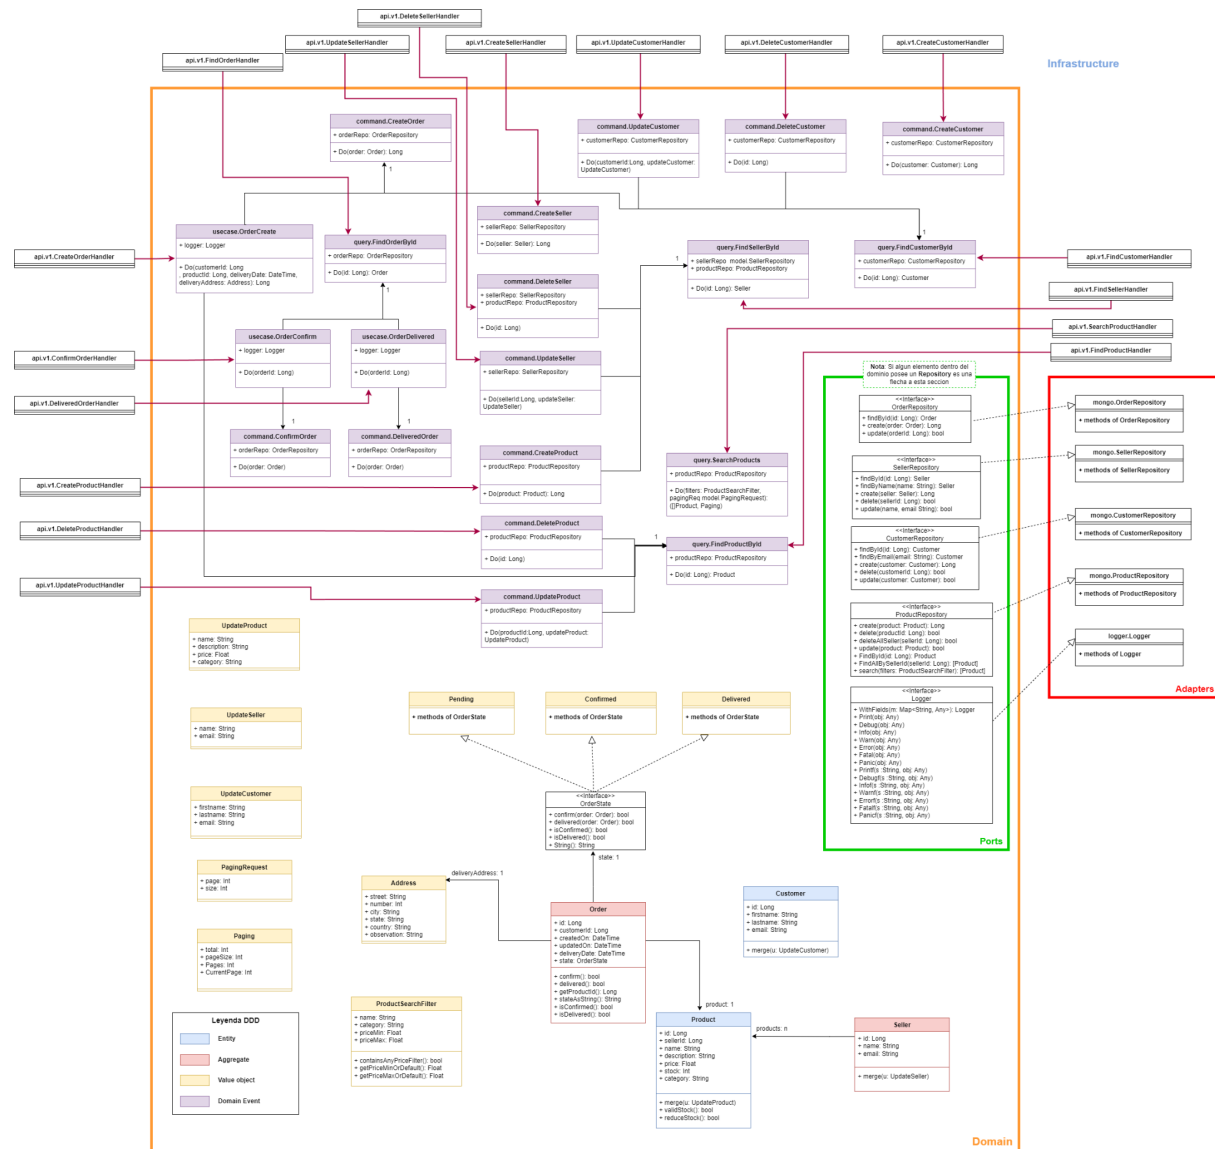 api.v1.DeleteSellerHandler
api.v1.UpdateSellerHandler
api.v1.CreateSellerHandler
api.v1.UpdateCustomerHandler
api.v1.DeleteCustomerHandler
api.v1.CreateCustomerHandler
api.v1.FindOrderHandler
Infrastructure
command.CreateOrder
+ orderRepo: OrderRepository
+ Do(order: Order): Long
command.UpdateCustomer
+ customerRepo: CustomerRepository
+ Do(customerId:Long, updateCustomer:
UpdateCustomer)
command.DeleteCustomer
+ customerRepo: CustomerRepository
+ Do(id: Long)
command.CreateCustomer
+ customerRepo: CustomerRepository
+ Do(customer: Customer): Long
1
usecase.OrderCreate
+ logger: Logger
+ Do(customerId: Long
, productId: Long, deliveryDate: DateTime,
deliveryAddress: Address): Long
query.FindOrderById
+ orderRepo: OrderRepository
+ Do(id: Long): Order
1
command.CreateSeller
+ sellerRepo: SellerRepository
+ Do(seller: Seller): Long
1
query.FindSellerById
+ sellerRepo model.SellerRepository
+ productRepo: ProductRepository
+ Do(id: Long): Seller
1
query.FindCustomerById
+ customerRepo: CustomerRepository
+ Do(id: Long): Customer
api.v1.CreateOrderHandler
api.v1.FindCustomerHandler
api.v1.FindSellerHandler
api.v1.SearchProductHandler
api.v1.FindProductHandler
command.DeleteSeller
+ sellerRepo: SellerRepository
+ productRepo: ProductRepository
+ Do(id: Long)
usecase.OrderConfirm
+ logger: Logger
+ Do(orderId: Long)
usecase.OrderDelivered
+ logger: Logger
+ Do(orderId: Long)
api.v1.ConfirmOrderHandler
api.v1.DeliveredOrderHandler
command.UpdateSeller
+ sellerRepo: SellerRepository
+ Do(sellerId:Long, updateSeller:
UpdateSeller)
1
1
command.ConfirmOrder
+ orderRepo: OrderRepository
+ Do(order: Order)
command.DeliveredOrder
+ orderRepo: OrderRepository
+ Do(order: Order)
command.CreateProduct
+ productRepo: ProductRepository
+ Do(product: Product): Long
query.SearchProducts
+ productRepo: ProductRepository
+ Do(filters: ProductSearchFilter,
pagingReq model.PagingRequest):
([]Product, Paging)
api.v1.CreateProductHandler
api.v1.DeleteProductHandler
api.v1.UpdateProductHandler
command.DeleteProduct
+ productRepo: ProductRepository
+ Do(id: Long)
1
query.FindProductById
+ productRepo: ProductRepository
+ Do(id: Long): Product
command.UpdateProduct
+ productRepo: ProductRepository
+ Do(productId:Long, updateProduct:
UpdateProduct)
Nota: Si algun elemento dentro del
dominio posee un Repository es una
flecha a esta seccion
<<Interface>>
OrderRepository
+ findById(id: Long): Order
+ create(order: Order): Long
+ update(orderId: Long): bool
<<Interface>>
SellerRepository
+ findById(id: Long): Seller
+ findByName(name: String): Seller
+ create(seller: Seller): Long
+ delete(sellerId: Long): bool
+ update(name, email String): bool
<<Interface>>
CustomerRepository
+ findById(id: Long): Customer
+ findByEmail(email: String): Customer
+ create(customer: Customer): Long
+ delete(customerId: Long): bool
+ update(customer: Customer): bool
<<Interface>>
ProductRepository
+ create(product: Product): Long
+ delete(productId: Long): bool
+ deleteAllSeller(sellerId: Long): bool
+ update(product: Product): bool
+ FindById(id: Long): Product
+ FindAllBySellerId(sellerId: Long): [Product]
+ search(filters: ProductSearchFilter): [Product]
<<Interface>>
Logger
+ WithFields(m: Map<String, Any>): Logger
+ Print(obj: Any)
+ Debug(obj: Any)
+ Info(obj: Any)
+ Warn(obj: Any)
+ Error(obj: Any)
+ Fatal(obj: Any)
+ Panic(obj: Any)
+ Printf(s :String, obj: Any)
+ Debugf(s :String, obj: Any)
+ Infof(s :String, obj: Any)
+ Warnf(s :String, obj: Any)
+ Errorf(s :String, obj: Any)
+ Fatalf(s :String, obj: Any)
+ Panicf(s :String, obj: Any)
Ports
mongo.OrderRepository
+ methods of OrderRepository
mongo.SellerRepository
+ methods of SellerRepository
mongo.CustomerRepository
+ methods of CustomerRepository
mongo.ProductRepository
+ methods of ProductRepository
logger.Logger
+ methods of Logger
Adapters
UpdateProduct
+ name: String
+ description: String
+ price: Float
+ category: String
UpdateSeller
+ name: String
+ email: String
UpdateCustomer
+ firstname: String
+ lastname: String
+ email: String
PagingRequest
+ page: Int
+ size: Int
Paging
+ total: Int
+ pageSize: Int
+ Pages: Int
+ CurrentPage: Int
Pending
+ methods of OrderState
Confirmed
+ methods of OrderState
Delivered
+ methods of OrderState
<<Interface>>
OrderState
+ confirm(order: Order): bool
+ delivered(order: Order): bool
+ isConfirmed(): bool
+ isDelivered(): bool
+ String(): String
state: 1
deliveryAddress: 1
Address
+ street: String
+ number: Int
+ city: String
+ state: String
+ country: String
+ observation: String
Order
+ id: Long
+ customerId: Long
+ createdOn: DateTime
+ updatedOn: DateTime
+ deliveryDate: DateTime
+ state: OrderState
+ confirm(): bool
+ delivered(): bool
+ getProductId(): Long
+ stateAsString(): String
+ isConfirmed(): bool
+ isDelivered(): bool
Customer
+ id: Long
+ firstname: String
+ lastname: String
+ email: String
+ merge(u: UpdateCustomer)
product: 1
ProductSearchFilter
+ name: String
+ category: String
+ priceMin: Float
+ priceMax: Float
+ containsAnyPriceFilter(): bool
+ getPriceMinOrDefault(): Float
+ getPriceMaxOrDefault(): Float
Product
+ id: Long
+ sellerId: Long
+ name: String
+ description: String
+ price: Float
+ stock: Int
+ category: String
+ merge(u: UpdateProduct)
+ validStock(): bool
+ reduceStock(): bool
products: n
Seller
+ id: Long
+ name: String
+ email: String
+ merge(u: UpdateSeller)
Leyenda DDD
Entity
Aggregate
Value object
Domain Event
Domain